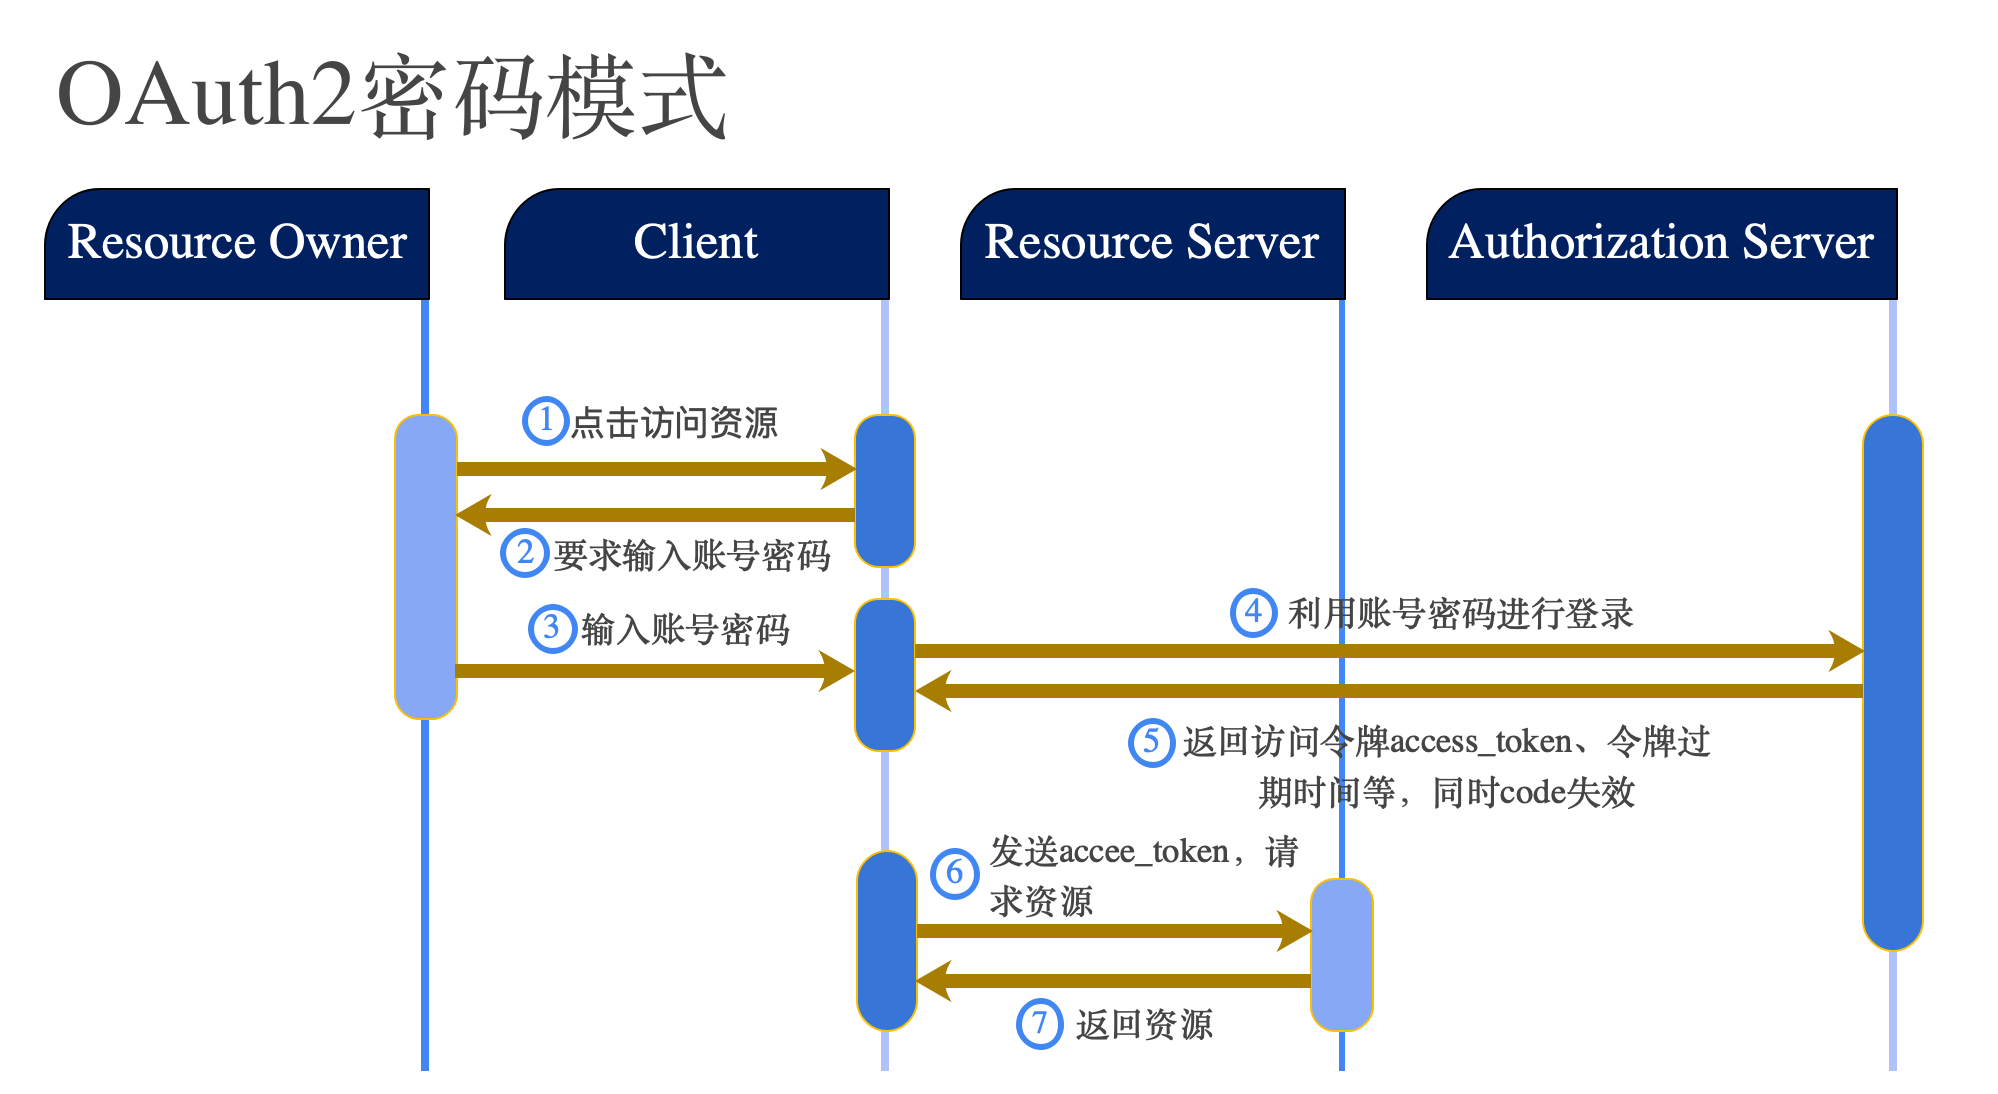 OAuth2密码模式
Resource Owner
Client
Resource Server
Authorization Server
1 点击访问资源
2 要求输入账号密码
3 输入账号密码
4 利用账号密码进行登录
5 返回访问令牌access_token、令牌过
期时间等，同时code失效
6 发送accee_token，请
求资源
7 返回资源